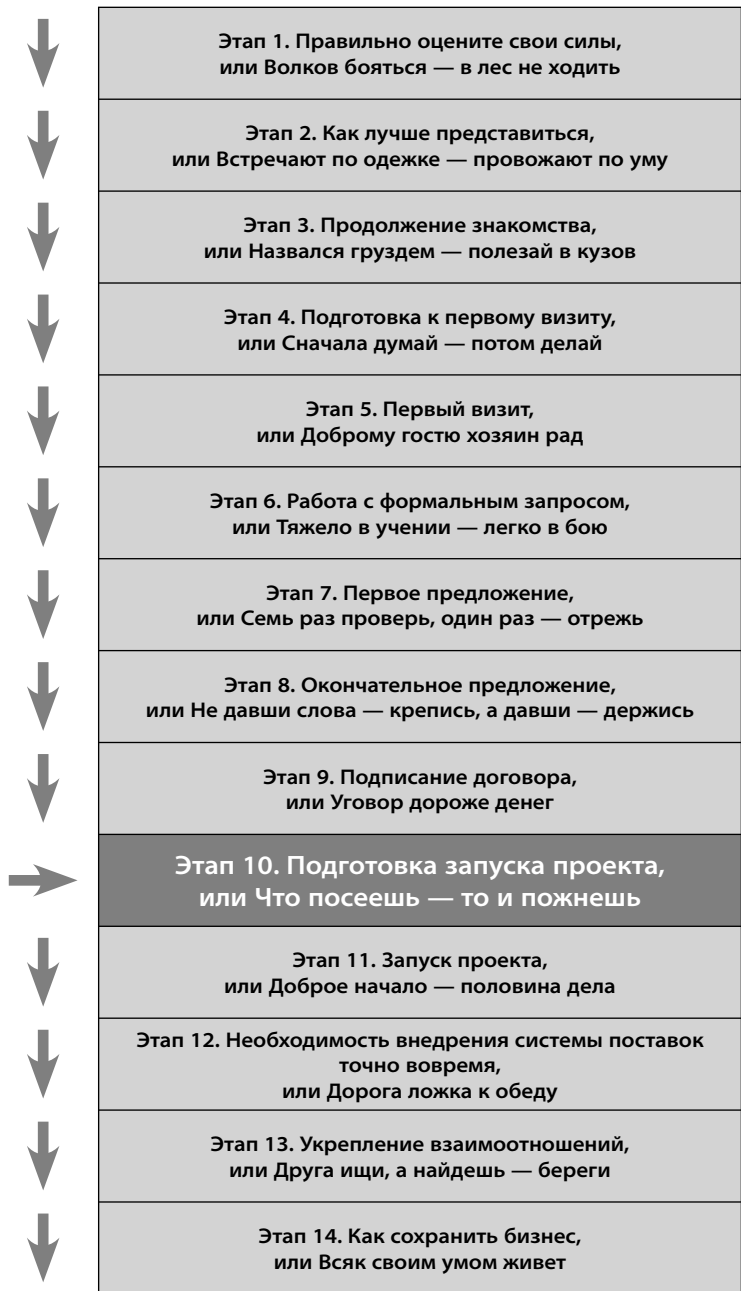 Этап 1. Правильно оцените свои силы,
или Волков бояться — в лес не ходить
Этап 2. Как лучше представиться,
или Встречают по одежке — провожают по уму
Этап 3. Продолжение знакомства,
или Назвался груздем — полезай в кузов
Этап 4. Подготовка к первому визиту,
или Сначала думай — потом делай
Этап 5. Первый визит,
или Доброму гостю хозяин рад
Этап 6. Работа с формальным запросом,
или Тяжело в учении — легко в бою
Этап 7. Первое предложение,
или Семь раз проверь, один раз — отрежь
Этап 8. Окончательное предложение,
или Не давши слова — крепись, а давши — держись
Этап 9. Подписание договора,
или Уговор дороже денег
Этап 10. Подготовка запуска проекта,
или Что посеешь — то и пожнешь
Этап 11. Запуск проекта,
или Доброе начало — половина дела
Этап 12. Необходимость внедрения системы поставок
точно вовремя,
или Дорога ложка к обеду
Этап 13. Укрепление взаимоотношений,
или Друга ищи, а найдешь — береги
Этап 14. Как сохранить бизнес,
или Всяк своим умом живет